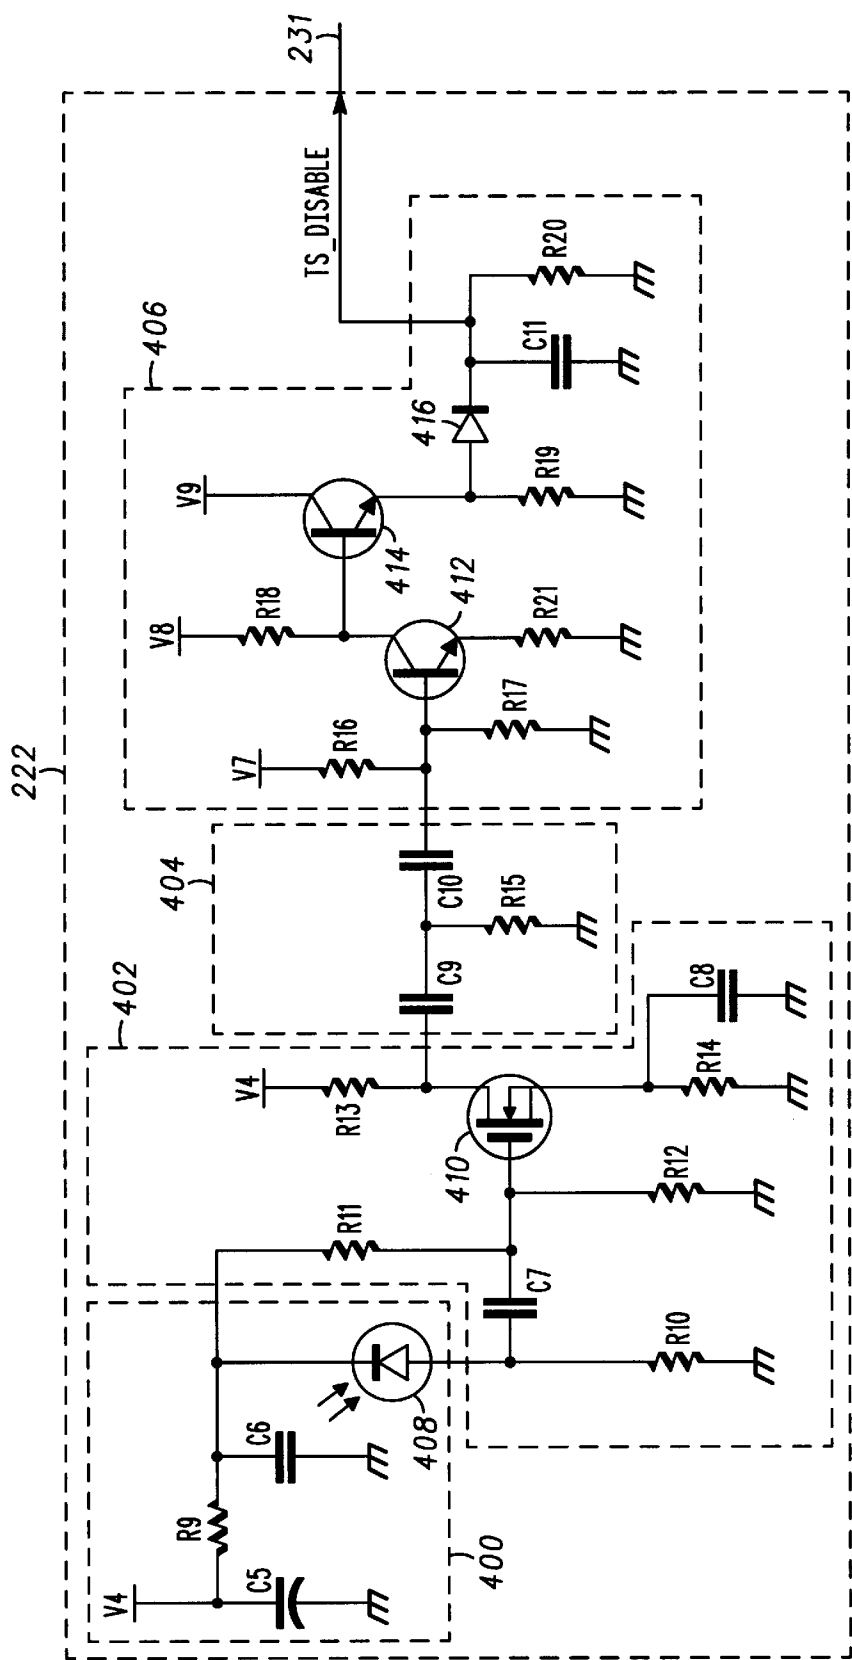 222
231
TS_DISABLE
406
V9
V8
V7
R18
R16
414
412
416
R17
R21
R19
C11
R20
404
C10
C9
R15
402
V4
R13
410
R11
C7
R12
R10
R14
C8
V4
R9
C5
C6
408
400